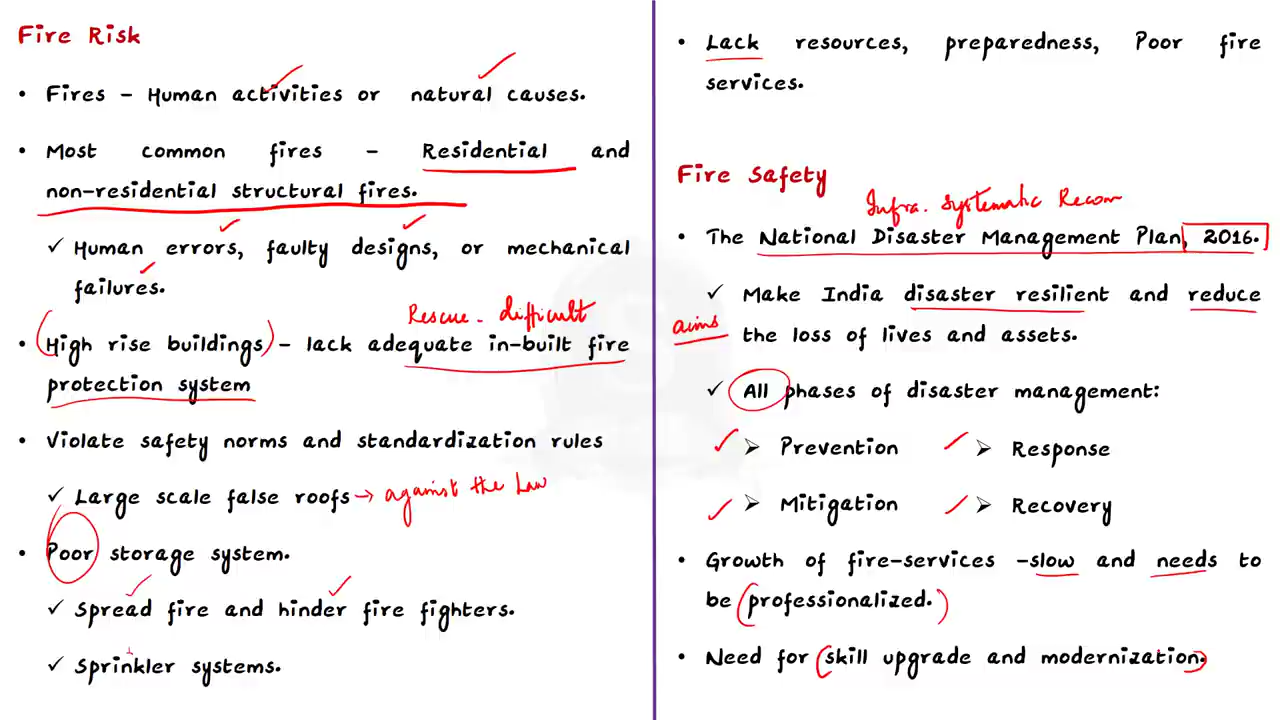 Fire Risk
• Fires - Human activities or natural causes.
• Most common fires - Residential and
non-residential structural fires.
✓ Human errors, faulty designs, or mechanical
failures.
Rescue - difficult
• (High rise buildings) - lack adequate in-built fire
protection system
• Violate safety norms and standardization rules
✓ Large scale false roofs → against the Law
• Poor storage system.
✓ Spread fire and hinder fire fighters.
✓ Sprinkler systems.
• Lack resources, preparedness, Poor fire
services.
Fire Safety
Infra. Systematic Recon
• The National Disaster Management Plan, 2016.
✓ Make India disaster resilient and reduce
aims
the loss of lives and assets.
✓ All phases of disaster management:
➢ Prevention ➢ Response
➢ Mitigation ➢ Recovery
• Growth of fire-services -slow and needs to
be (professionalized.)
• Need for (skill upgrade and modernization.)